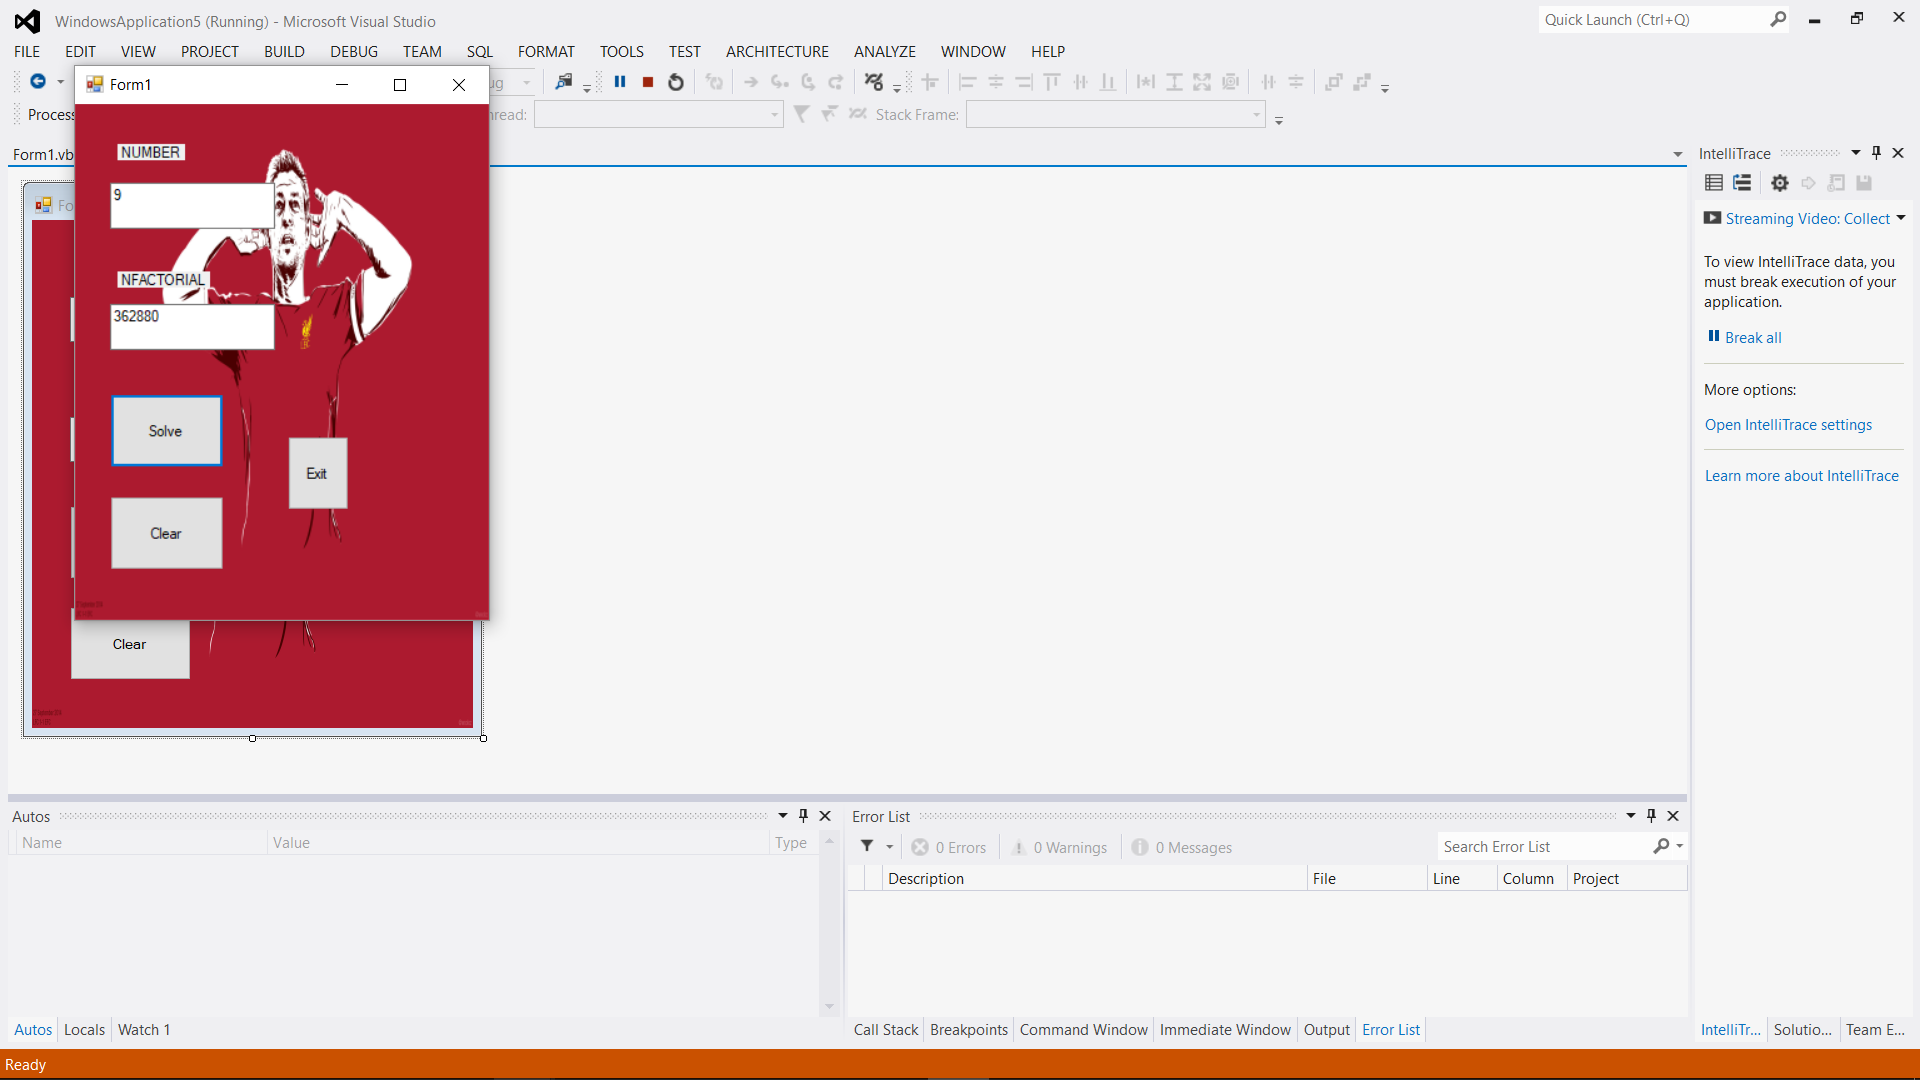 WindowsApplication5 (Running) - Microsoft Visual Studio
Quick Launch (Ctrl+Q)
FILE EDIT VIEW PROJECT BUILD DEBUG TEAM SQL FORMAT TOOLS TEST ARCHITECTURE ANALYZE WINDOW HELP
Form1
ug
Process
hread:
Stack Frame:
Form1.vb
NUMBER
9
NFACTORIAL
362880
Solve
Exit
Clear
Fo
Clear
IntelliTrace
Streaming Video: Collect
To view IntelliTrace data, you
must break execution of your
application.
Break all
More options:
Open IntelliTrace settings
Learn more about IntelliTrace
Autos
Name Value Type
Autos Locals Watch 1
Error List
0 Errors 0 Warnings 0 Messages
Search Error List
Description File Line Column Project
Call Stack Breakpoints Command Window Immediate Window Output Error List
IntelliTr... Solutio... Team E...
Ready